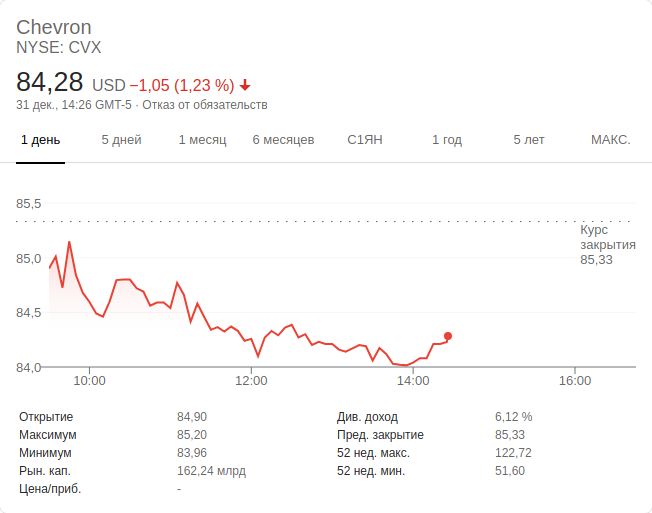 Chevron
NYSE: CVX
84,28 USD −1,05 (1,23 %)
31 дек., 14:26 GMT-5 · Отказ от обязательств
1 день 5 дней 1 месяц 6 месяцев С1ЯН 1 год 5 лет МАКС.
85,5
Курс
закрытия
85,33
85,0
84,5
84,0
10:00 12:00 14:00 16:00
Открытие 84,90 Див. доход 6,12 %
Максимум 85,20 Пред. закрытие 85,33
Минимум 83,96 52 нед. макс. 122,72
Рын. кап. 162,24 млрд 52 нед. мин. 51,60
Цена/приб. -